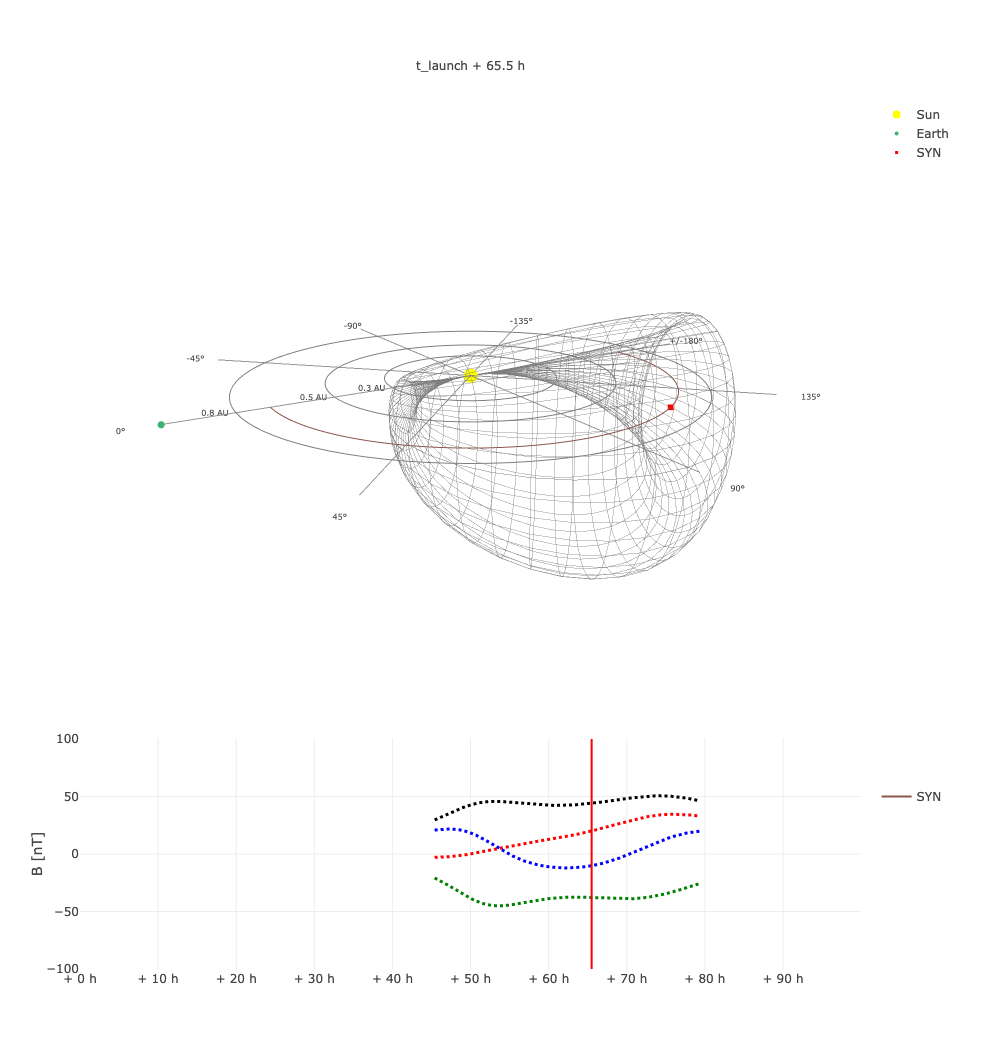 t_launch + 65.5 h
Sun
Earth
SYN
-135°
-90°
+/-180°
-45°
0.3 AU
0.5 AU
135°
0.8 AU
0°
90°
45°
100
50
0
−50
−100
B [nT]
+ 0 h
+ 10 h
+ 20 h
+ 30 h
+ 40 h
+ 50 h
+ 60 h
+ 70 h
+ 80 h
+ 90 h
SYN